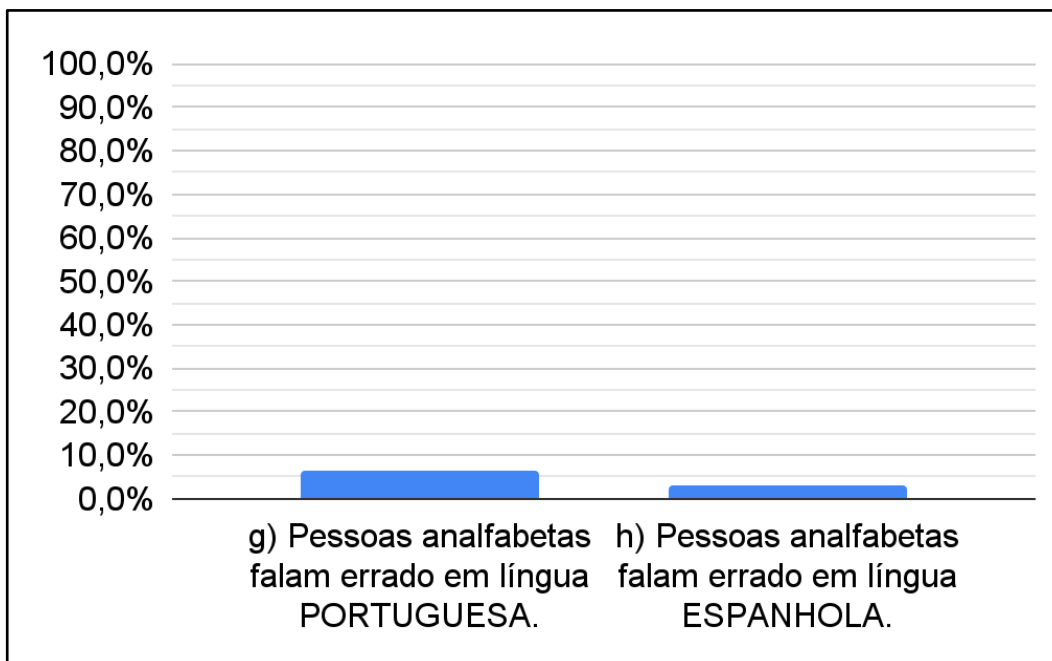 100,0%
90,0%
80,0%
70,0%
60,0%
50,0%
40,0%
30,0%
20,0%
10,0%
0,0%
g) Pessoas analfabetas
falam errado em língua
PORTUGUESA.
h) Pessoas analfabetas
falam errado em língua
ESPANHOLA.